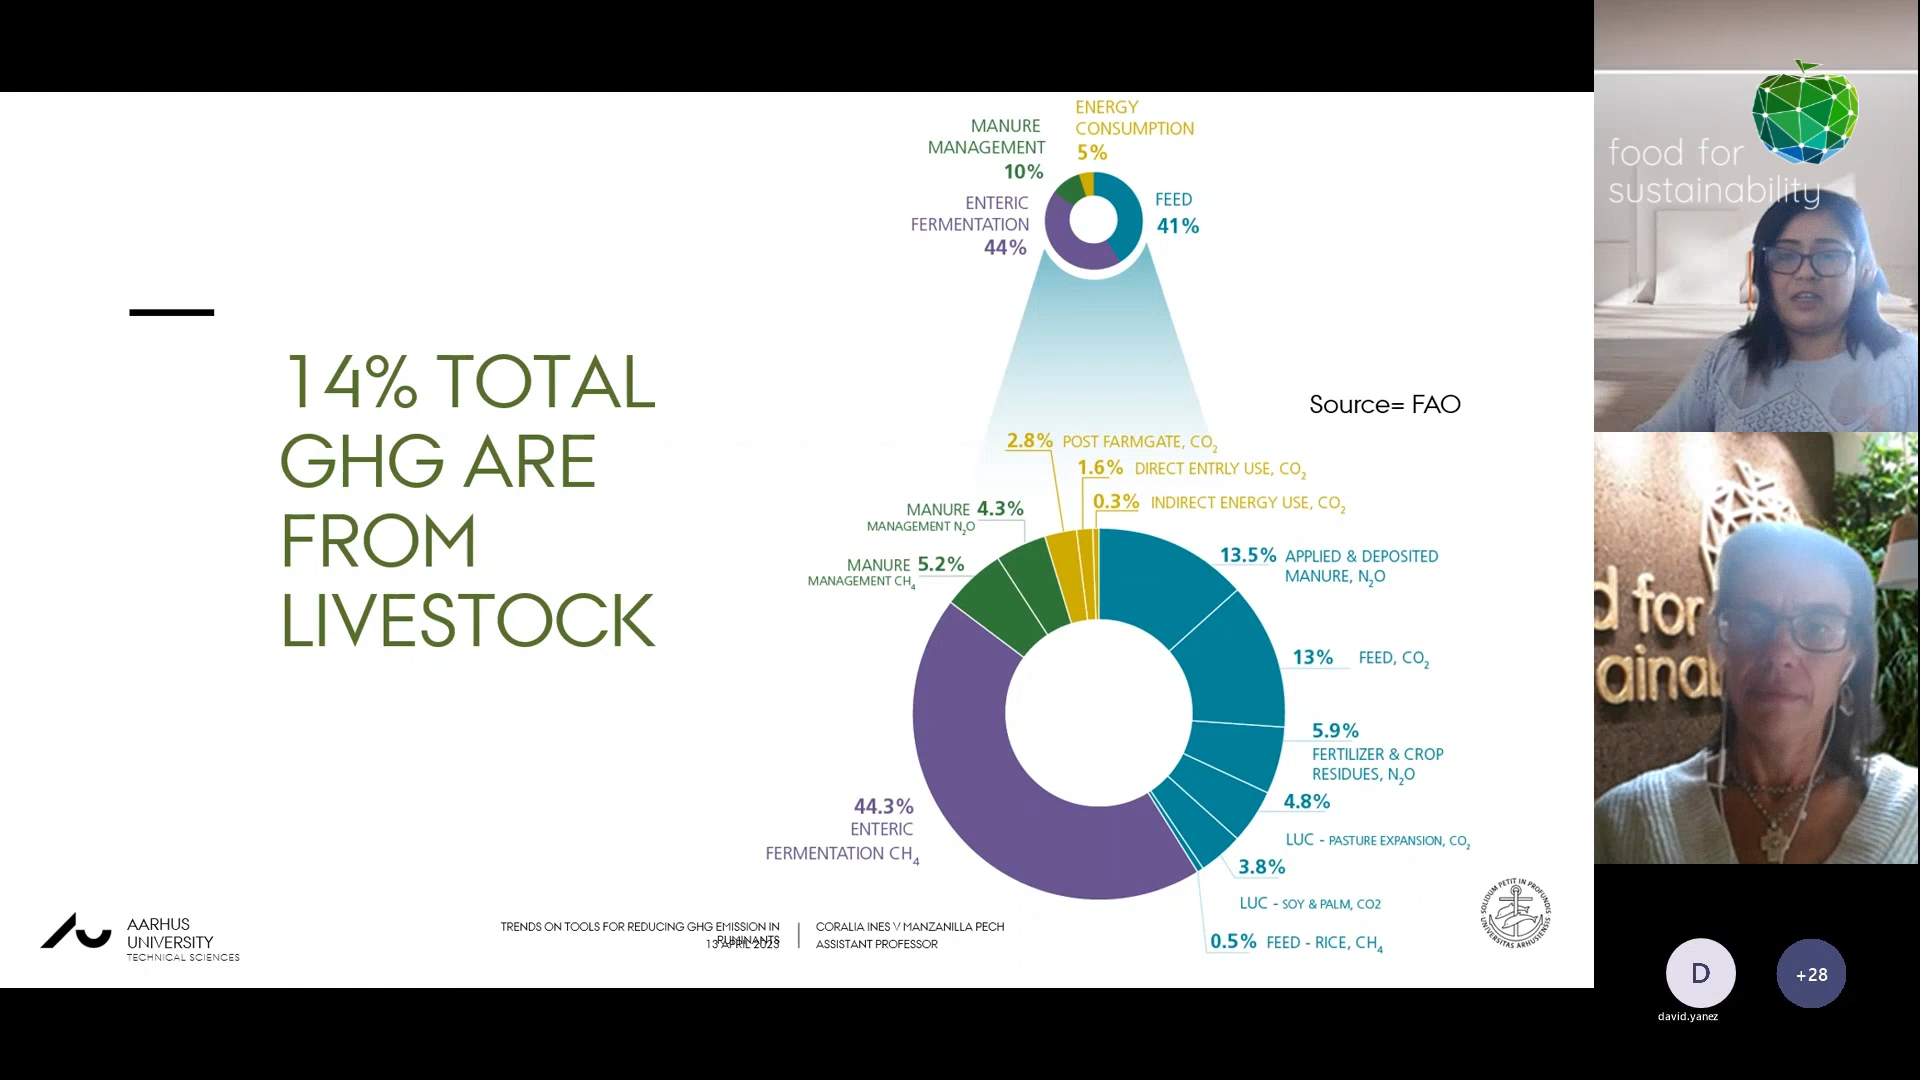 14% TOTAL
GHG ARE
FROM
LIVESTOCK
ENERGY
CONSUMPTION
5%
MANURE
MANAGEMENT
10%
ENTERIC
FERMENTATION
44%
FEED
41%
Source= FAO
2.8% POST FARMGATE, CO2
1.6% DIRECT ENTRLY USE, CO2
0.3% INDIRECT ENERGY USE, CO2
MANURE 4.3%
MANAGEMENT N2O
MANURE 5.2%
MANAGEMENT CH4
13.5% APPLIED & DEPOSITED
MANURE, N2O
13% FEED, CO2
5.9%
FERTILIZER & CROP
RESIDUES, N2O
4.8%
LUC - PASTURE EXPANSION, CO2
3.8%
LUC - SOY & PALM, CO2
0.5% FEED - RICE, CH4
44.3%
ENTERIC
FERMENTATION CH4
AARHUS
UNIVERSITY
TECHNICAL SCIENCES
TRENDS ON TOOLS FOR REDUCING GHG EMISSION IN
RUMINANTS
13 APRIL 2023
CORALIA INES V MANZANILLA PECH
ASSISTANT PROFESSOR
SOLIDUM PETIT IN PROFUNDIS
UNIVERSITAS ARHUSIENSIS
food for
sustainability
d for
ainal
D
david.yanez
+28